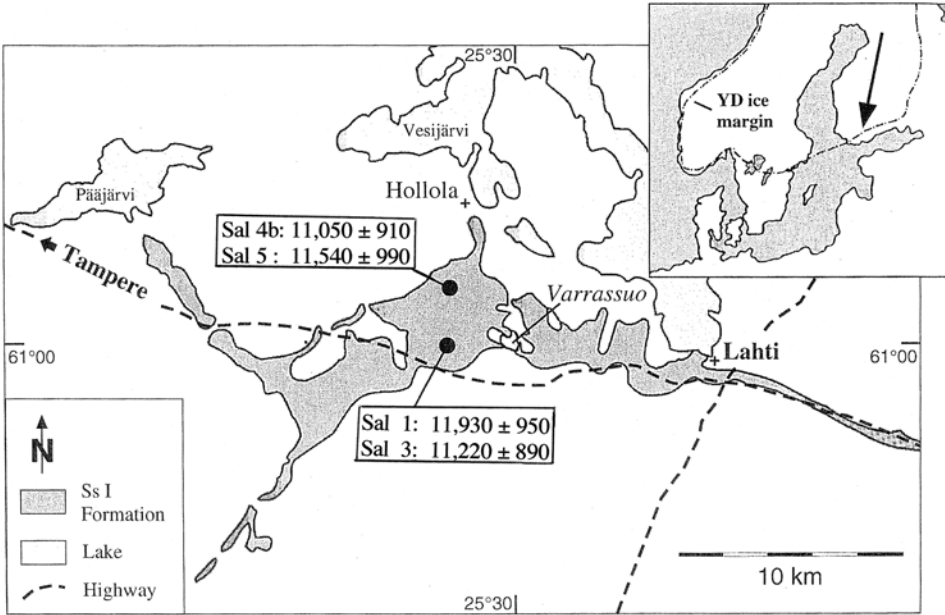 25°30'
YD ice
margin
Vesijärvi
Pääjärvi
Hollola
Sal 4b: 11,050 ± 910
Sal 5 : 11,540 ± 990
Tampere
Varrassuo
61°00
61°00
Lahti
Sal 1: 11,930 ± 950
Sal 3: 11,220 ± 890
N
Ss I
Formation
Lake
Highway
10 km
25°30'